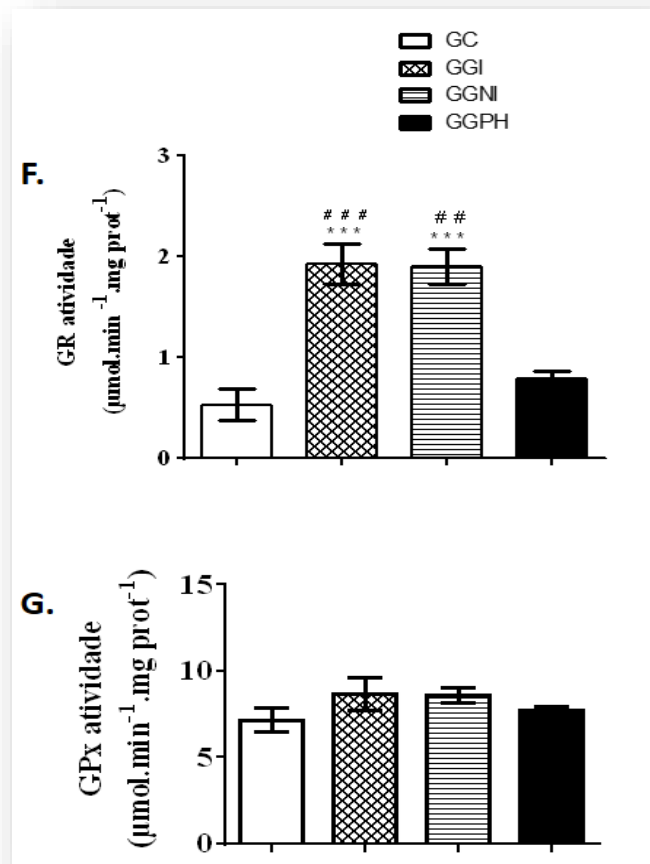 GC
GGI
GGNI
GGPH
F.
GR atividade
(µmol.min⁻¹.mg prot⁻¹)
3
2
1
0
# # #
* * *
# #
* * *
G.
GPx atividade
(µmol.min⁻¹.mg prot⁻¹)
15
10
5
0